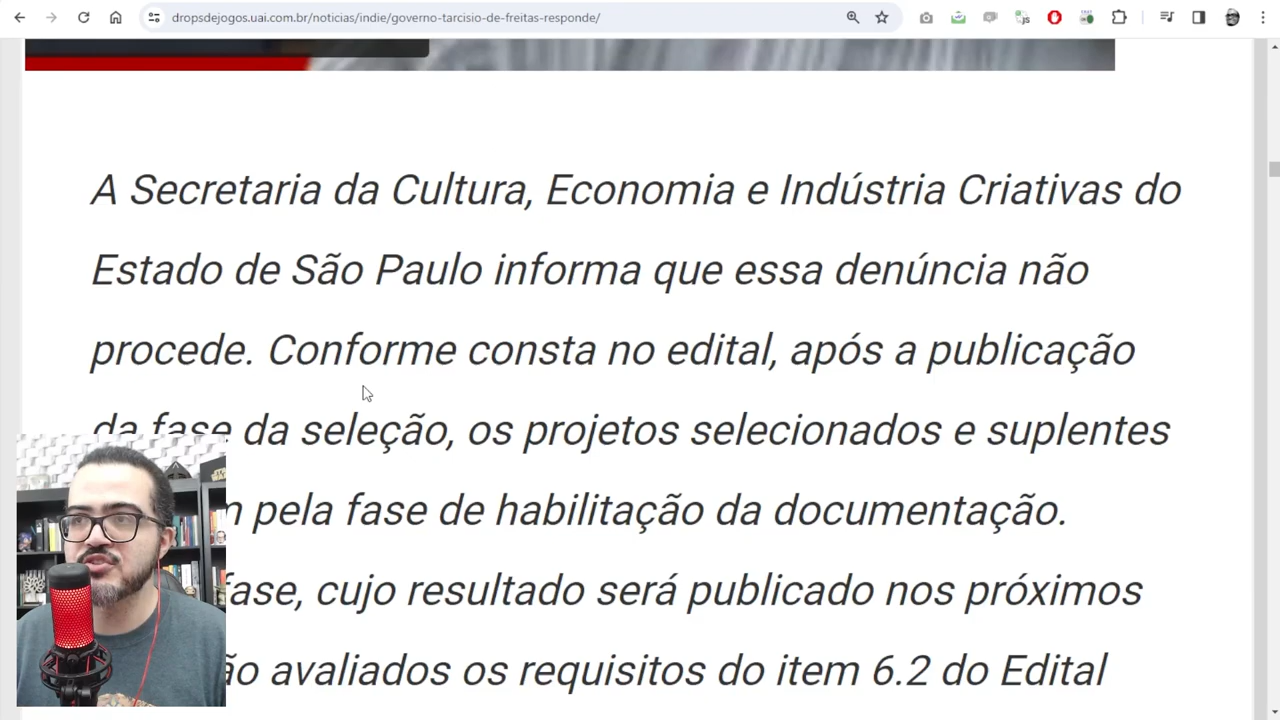 dropsdejogos.uai.com.br/noticias/indie/governo-tarcisio-de-freitas-responde/
A Secretaria da Cultura, Economia e Indústria Criativas do
Estado de São Paulo informa que essa denúncia não
procede. Conforme consta no edital, após a publicação
da fase da seleção, os projetos selecionados e suplentes
pela fase de habilitação da documentação.
fase, cujo resultado será publicado nos próximos
avaliados os requisitos do item 6.2 do Edital